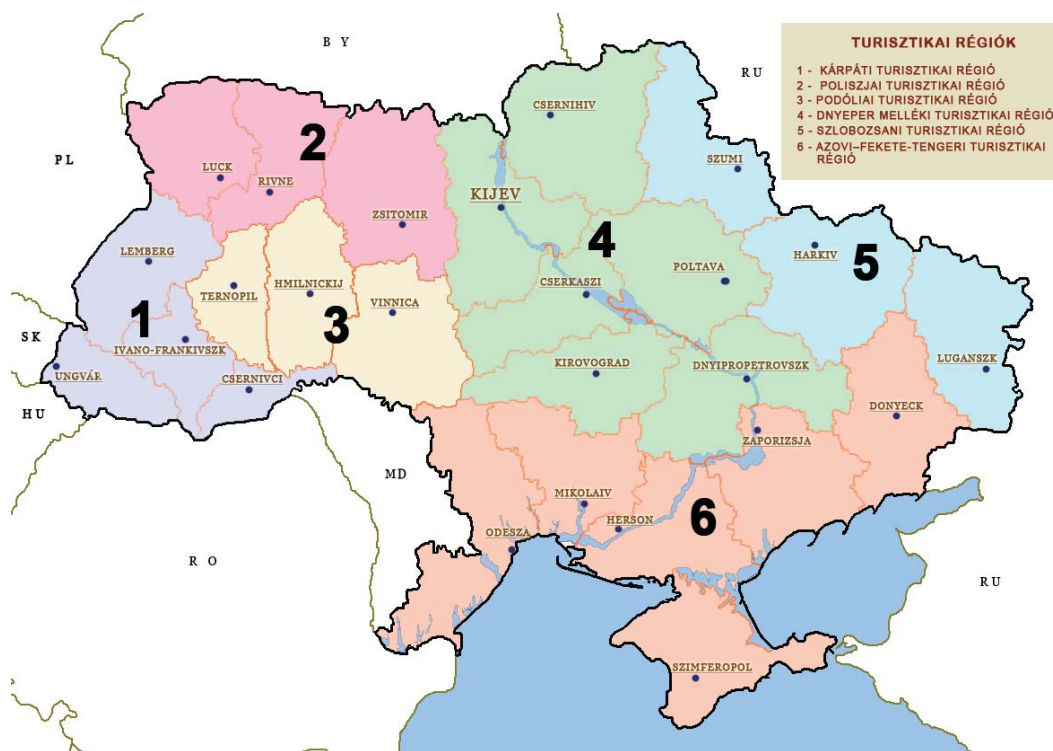 B Y
RU
TURISZTIKAI RÉGIÓK
1 - KÁRPÁTI TURISZTIKAI RÉGIÓ
2 - POLISZJAI TURISZTIKAI RÉGIÓ
3 - PODÓLIAI TURISZTIKAI RÉGIÓ
4 - DNYEPER MELLÉKI TURISZTIKAI RÉGIÓ
5 - SZLOBOZSANI TURISZTIKAI RÉGIÓ
6 - AZOVI–FEKETE-TENGERI TURISZTIKAI
RÉGIÓ
CSERNIHIV
2
PL
LUCK
RIVNE
SZUMI
KIJEV
ZSITOMIR
4
LEMBERG
HARKIV
5
TERNOPIL
HMILNICKIJ
CSERKASZI
POLTAVA
VINNICA
1
3
SK
IVANO-FRANKIVSZK
UNGVÁR
CSERNIVCI
KIROVOGRAD
DNYIPROPETROVSZK
LUGANSZK
HU
DONYECK
ZAPORIZSJA
MD
MIKOLAIV
HERSON
6
ODESZA
R O
RU
SZIMFEROPOL